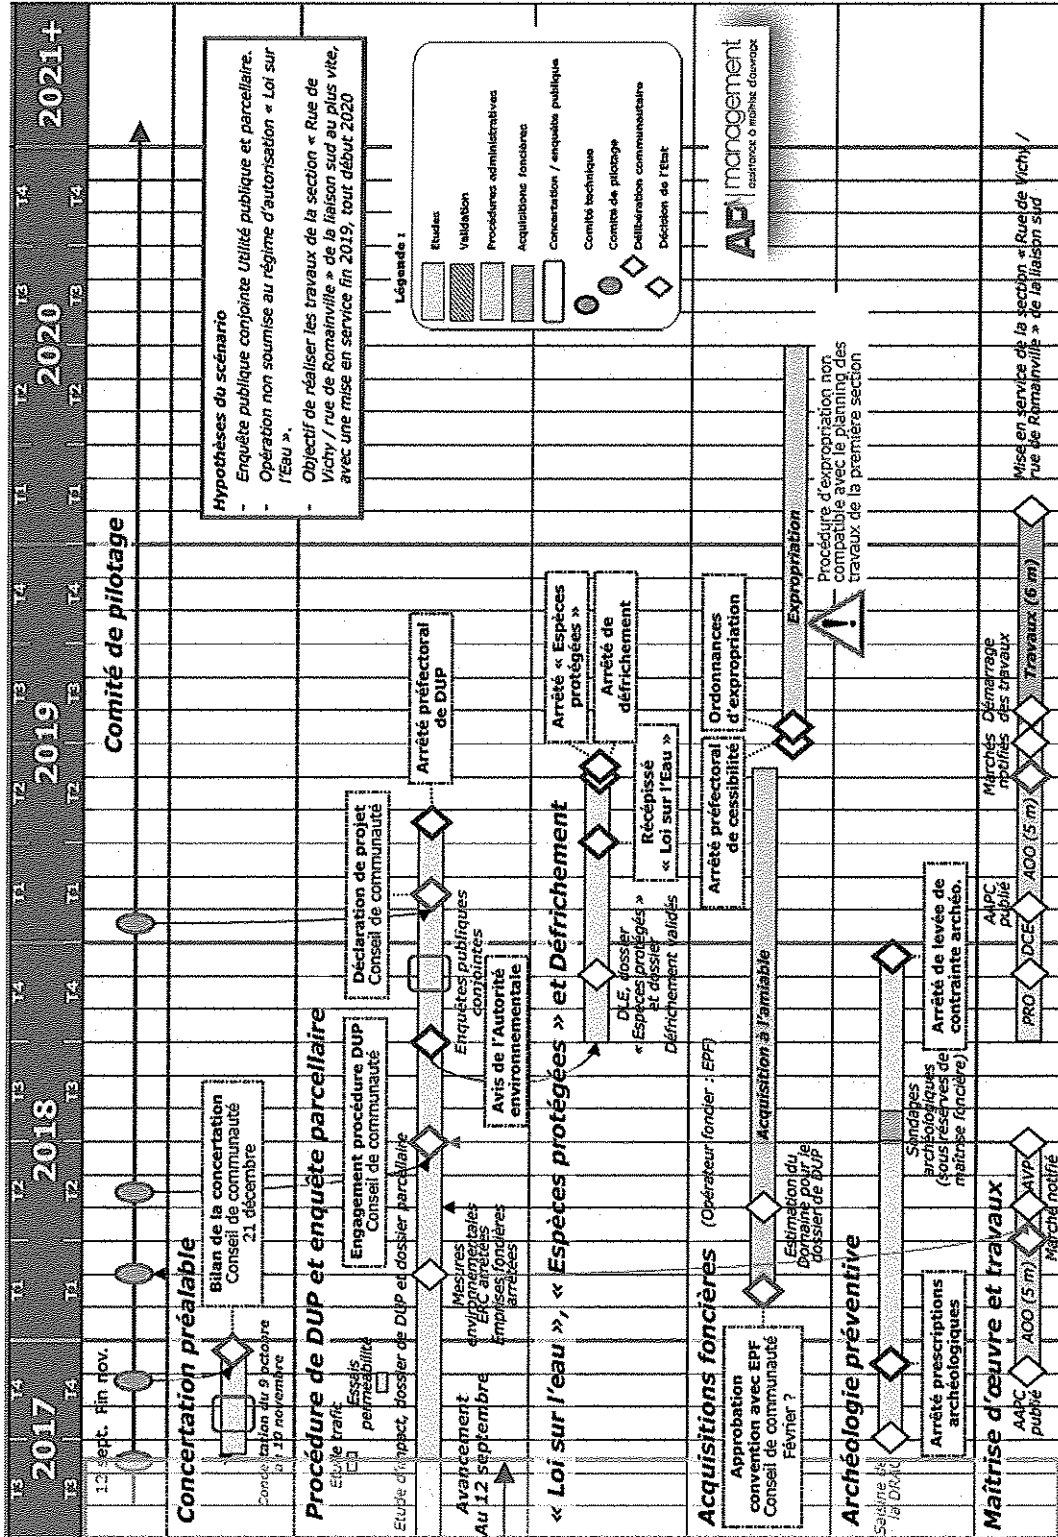 2017
2018
2019
2020
2021+
T3
T4
T1
T2
T3
T4
T1
T2
T3
T4
T1
T2
T3
T4
12 sept.
Fin nov.
Comité de pilotage
Concertation préalable
Concertation du 9 octobre
au 10 novembre
Bilan de la concertation
Conseil de communauté
21 décembre
Hypothèses du scénario
- Enquête publique conjointe Utilité publique et parcellaire.
- Opération non soumise au régime d'autorisation « Loi sur
l'Eau ».
- Objectif de réaliser les travaux de la section « Rue de
Vichy / rue de Romainville » de la liaison sud au plus vite,
avec une mise en service fin 2019, tout début 2020
Procédure de DUP et enquête parcellaire
Etude trafic
Essais
perméabilité
Etude d'impact, dossier de DUP et dossier parcellaire
Avancement
Au 12 septembre
Mesures
environnementales
ERC arrêtées
Emprises foncières
arrêtées
Engagement procédure DUP
Conseil de communauté
Avis de l'Autorité
environnementale
Enquêtes publiques
conjointes
Déclaration de projet
Conseil de communauté
Arrêté préfectoral
de DUP
Légende :
Etudes
Validation
Procédures administratives
Acquisitions foncières
Concertation / enquête publique
Comité technique
Comité de pilotage
Délibération communautaire
Décision de l'Etat
« Loi sur l'eau », « Espèces protégées » et Défrichement
DLE, dossier
« Espèces protégés »
et dossier
Défrichement validés
Récépissé
« Loi sur l'Eau »
Arrêté « Espèces
protégées »
Arrêté de
défrichement
Acquisitions foncières
(Opérateur foncier : EPF)
Approbation
convention avec EPF
Conseil de communauté
Février ?
Estimation du
Domaine pour le
dossier de DUP
Acquisition à l'amiable
Arrêté préfectoral
de cessibilité
Ordonnances
d'expropriation
Expropriation
Procédure d'expropriation non
compatible avec le planning des
travaux de la première section
APM management
assistance à maîtrise d'ouvrage
Archéologie préventive
Saisine de
la DRAC
Arrêté prescriptions
archéologiques
Sondages
archéologiques
(sous réserves de
maîtrise foncière)
Arrêté de levée de
contrainte archéo.
Maîtrise d'œuvre et travaux
AAPC
publié
AOO (5 m)
Marché notifié
AVP
PRO
DCE
AAPC
publié
AOO (5 m)
Marchés
notifiés
Démarrage
des travaux
Travaux (6 m)
Mise en service de la section « Rue de Vichy /
rue de Romainville » de la liaison sud